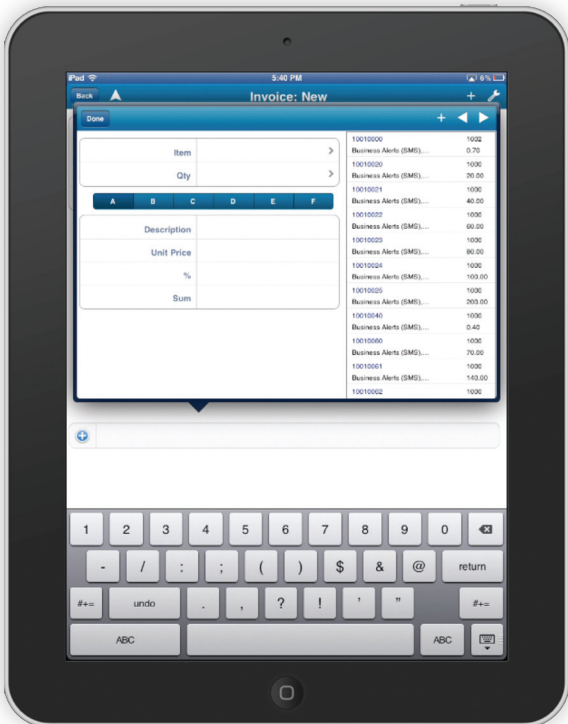 iPad 5:40 PM 6%
Back Invoice: New +
Done +
Item
Qty
A B C D E F
Description
Unit Price
%
Sum
10010000 1002
Business Alerts (SMS),... 0.70
10010020 1000
Business Alerts (SMS),... 20.00
10010021 1000
Business Alerts (SMS),... 40.00
10010022 1000
Business Alerts (SMS),... 60.00
10010023 1000
Business Alerts (SMS),... 80.00
10010024 1000
Business Alerts (SMS),... 100.00
10010025 1000
Business Alerts (SMS),... 200.00
10010040 1000
Business Alerts (SMS),... 0.40
10010060 1000
Business Alerts (SMS),... 70.00
10010061 1000
Business Alerts (SMS),... 140.00
10010062 1000
1 2 3 4 5 6 7 8 9 0
- / : ; ( ) $ & @ return
#+= undo . , ? ! ' " #+=
ABC ABC